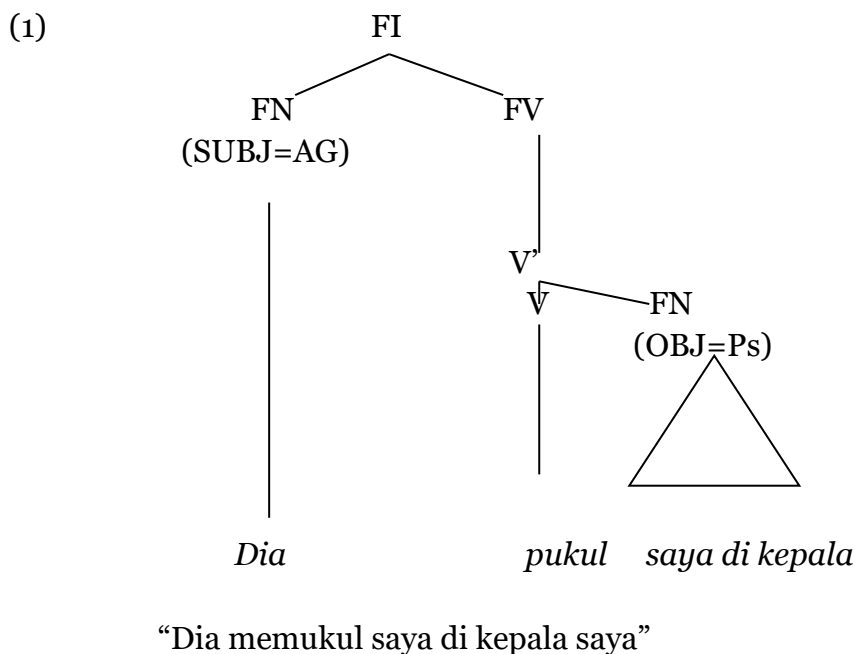 (1) FI
FN FV
(SUBJ=AG)
V’
V FN
(OBJ=Ps)
Dia pukul saya di kepala
“Dia memukul saya di kepala saya”